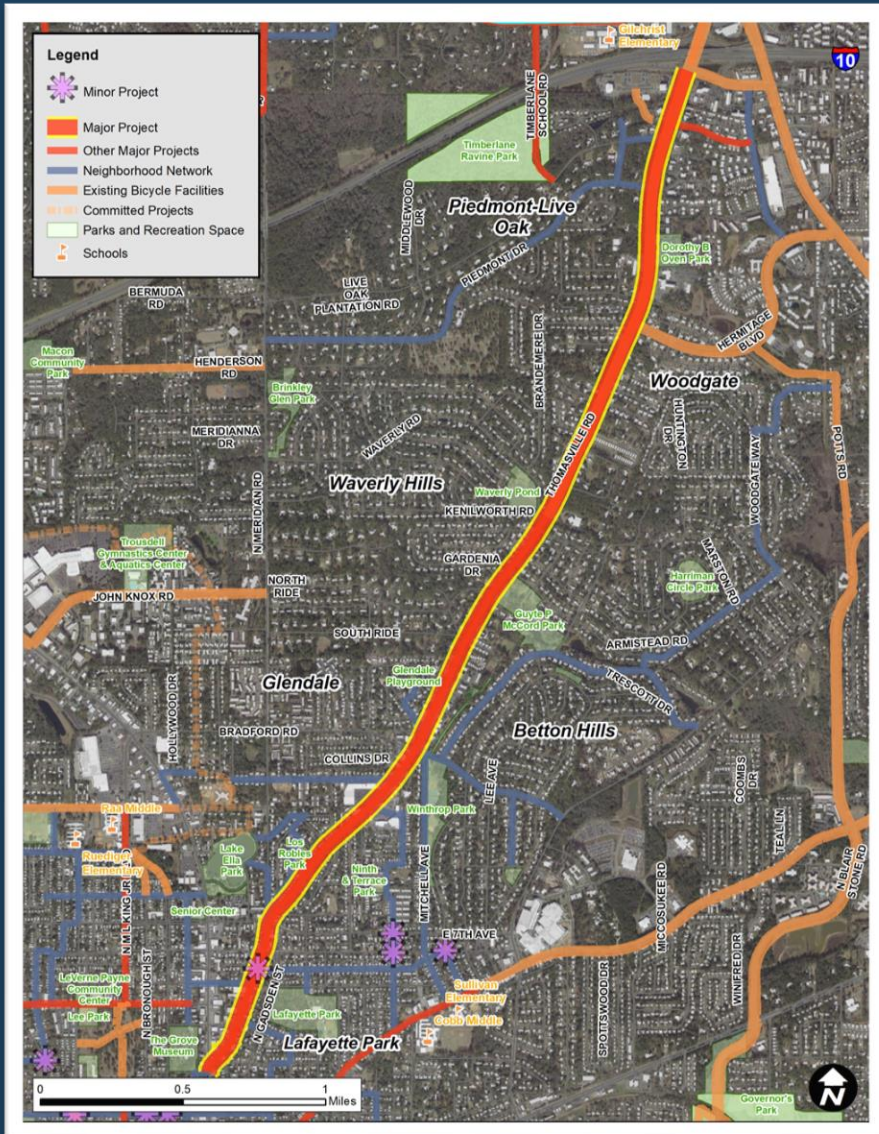 Legend
Minor Project
Major Project
Other Major Projects
Neighborhood Network
Existing Bicycle Facilities
Committed Projects
Parks and Recreation Space
Schools
Gilchrist
Elementary
10
TIMBERLANE
SCHOOL RD
Timberlane
Ravine Park
MIDDLEWOOD
DR
Piedmont-Live
Oak
PIEDMONT DR
Dorothy B
Oven Park
LIVE
OAK
PLANTATION RD
BERMUDA
RD
HERMITAGE
BLVD
Macon
Community
Park
HENDERSON
RD
BRANDEMERE DR
Woodgate
Brinkley
Glen Park
HUNTINGTON
DR
MERIDIANNA
DR
WAVERLY RD
THOMASVILLE RD
POTTS RD
WOODGATE WAY
Waverly Hills
Waverly Pond
KENILWORTH RD
N MERIDIAN RD
Trousdell
Gymnastics Center
& Aquatics Center
GARDENIA
DR
MARSTON RD
Harriman
Circle Park
JOHN KNOX RD
NORTH
RIDE
Guyte P
McCord Park
SOUTH RIDE
ARMISTEAD RD
Glendale
Playground
TRESCOTT DR
Glendale
HOLLYWOOD DR
BRADFORD RD
Betton Hills
COLLINS DR
LEE AVE
COOMBS
DR
Raa Middle
Winthrop Park
TEAL LN
Ruediger
Elementary
Lake
Ella
Park
Los
Robles
Park
Ninth
& Terrace
Park
MITCHELL AVE
MICCOSUKEE RD
N BLAIR
STONE RD
Senior Center
E 7TH AVE
N BRONOUGH ST
N GADSDEN ST
LeVerne Payne
Community
Center
Lee Park
Sullivan
Elementary
Cobb Middle
SPOTTSWOOD DR
WINIFRED DR
Lafayette Park
The Grove
Museum
Lafayette Park
0 0.5 1
Miles
N
Governor's
Park